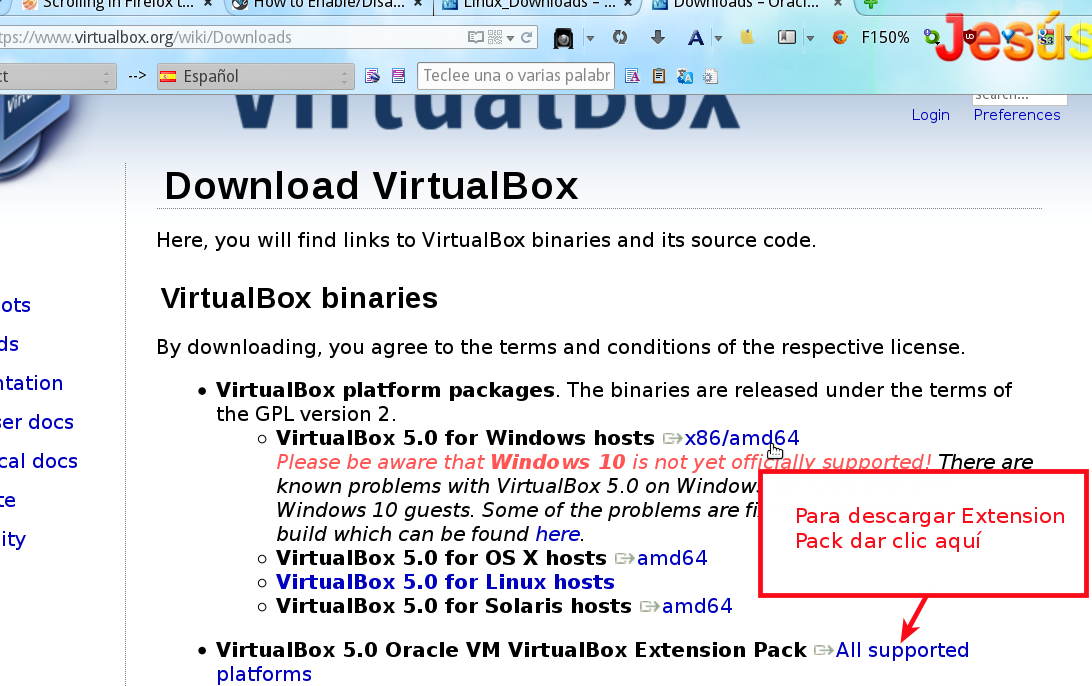 Scrolling in Firefox t... × How to Enable/Disa... × Linux_Downloads – ... × Downloads – Oracl... ×
tps://www.virtualbox.org/wiki/Downloads F150%
Jesús
ct --> Español Teclee una o varias palabr
VirtualBox
search...
Login Preferences
Download VirtualBox
Here, you will find links to VirtualBox binaries and its source code.
VirtualBox binaries
ots
ds
ntation
er docs
cal docs
te
ity
By downloading, you agree to the terms and conditions of the respective license.
• VirtualBox platform packages. The binaries are released under the terms of
the GPL version 2.
○ VirtualBox 5.0 for Windows hosts x86/amd64
Please be aware that Windows 10 is not yet officially supported! There are
known problems with VirtualBox 5.0 on Window
Windows 10 guests. Some of the problems are fi
build which can be found here.
○ VirtualBox 5.0 for OS X hosts amd64
○ VirtualBox 5.0 for Linux hosts
○ VirtualBox 5.0 for Solaris hosts amd64
Para descargar Extension
Pack dar clic aquí
• VirtualBox 5.0 Oracle VM VirtualBox Extension Pack All supported
platforms